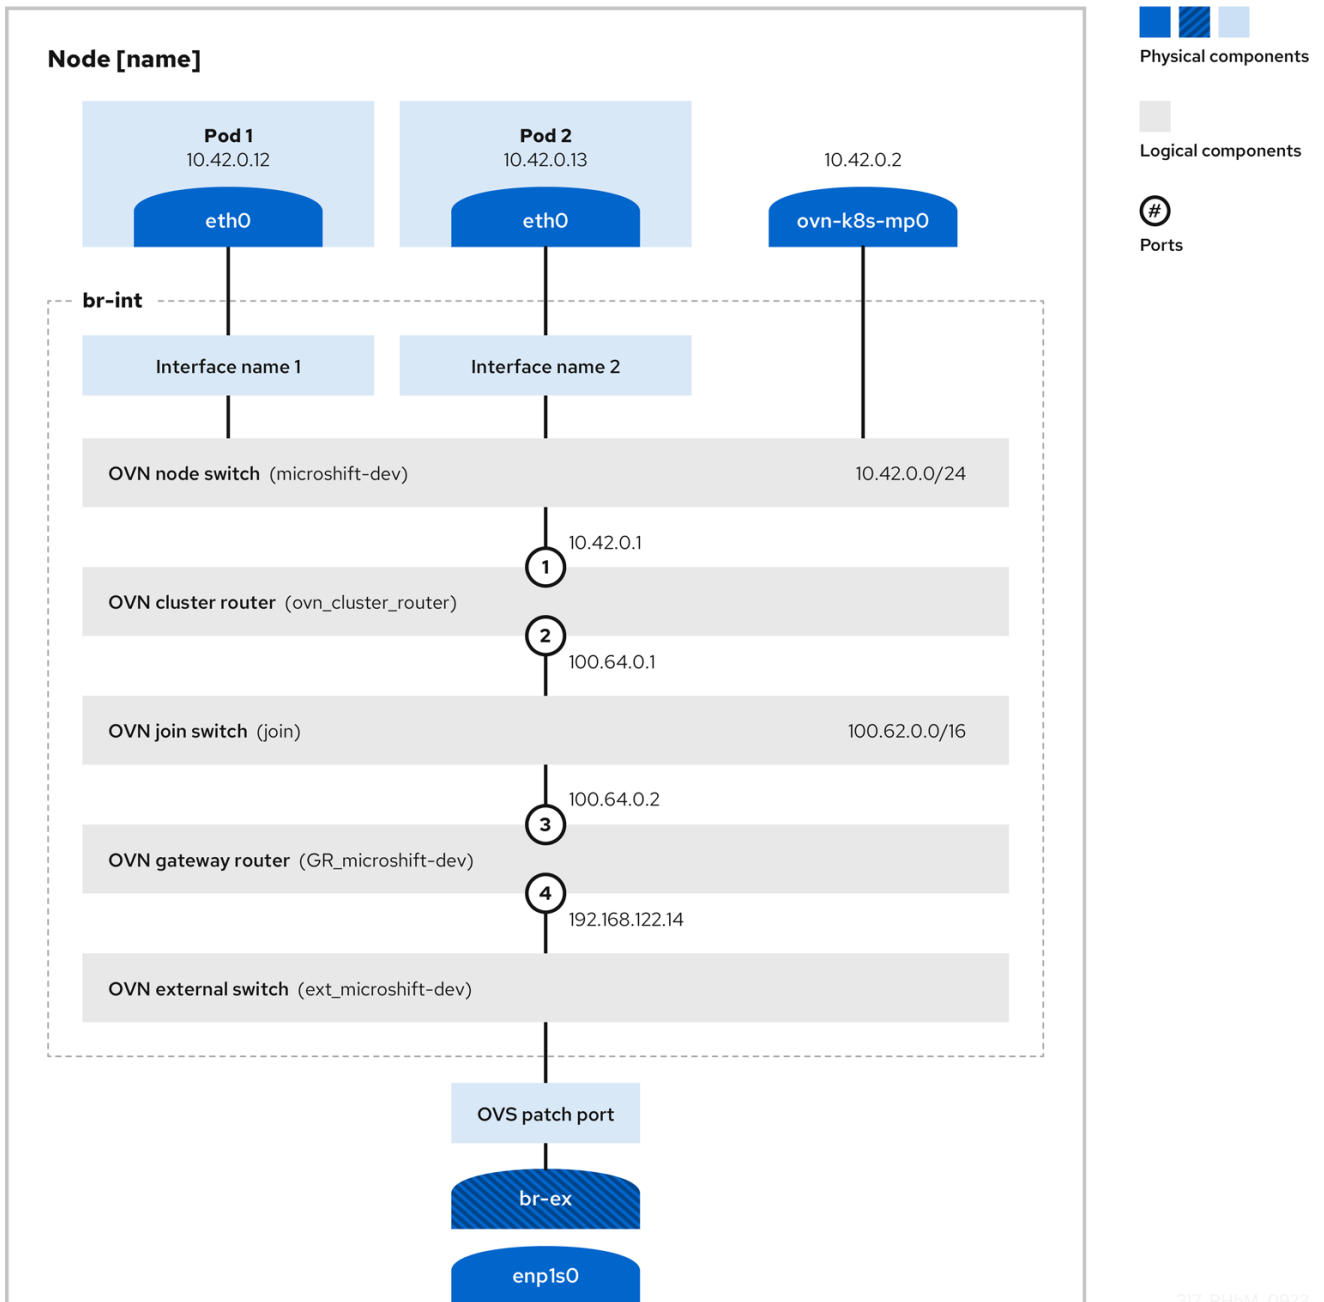 Node [name]
Physical components
Logical components
#
Ports
Pod 1
10.42.0.12
eth0
Pod 2
10.42.0.13
eth0
10.42.0.2
ovn-k8s-mp0
br-int
Interface name 1
Interface name 2
OVN node switch (microshift-dev) 10.42.0.0/24
10.42.0.1
1
OVN cluster router (ovn_cluster_router)
2
100.64.0.1
OVN join switch (join) 100.62.0.0/16
100.64.0.2
3
OVN gateway router (GR_microshift-dev)
4
192.168.122.14
OVN external switch (ext_microshift-dev)
OVS patch port
br-ex
enp1s0